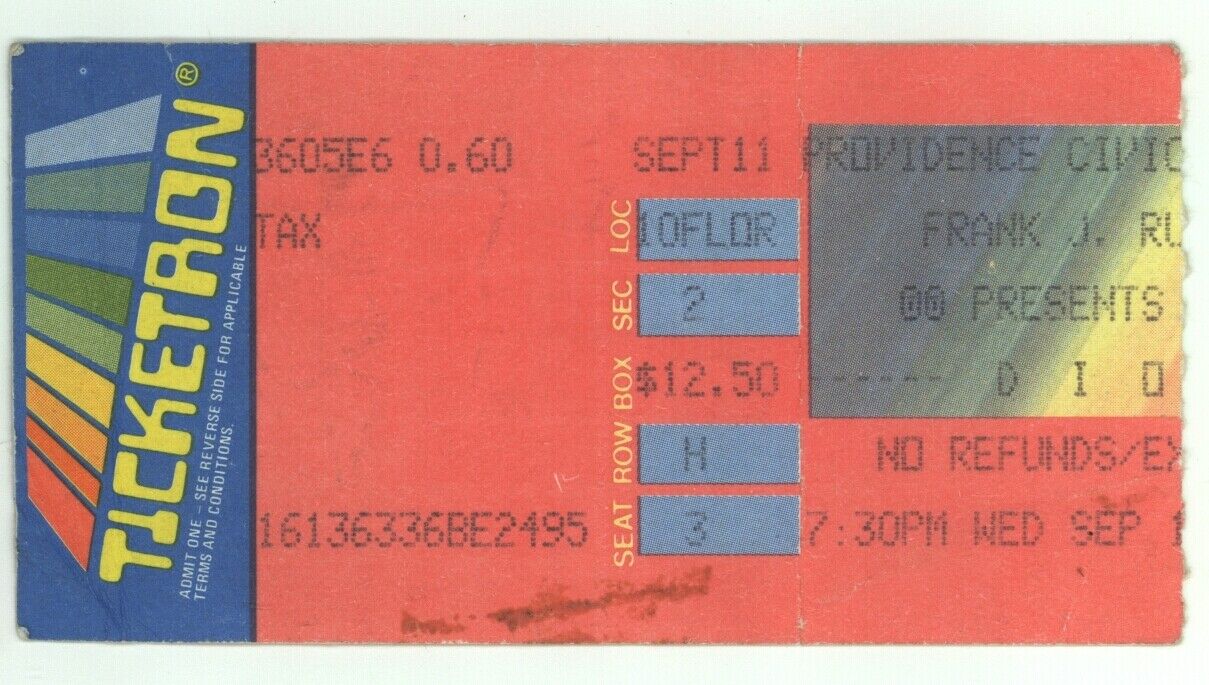 TICKETRON®
ADMIT ONE – SEE REVERSE SIDE FOR APPLICABLE
TERMS AND CONDITIONS.
3605E6 0.60
TAX
16136336BE2495
SEPT11
LOC 10FLOR
SEC 2
BOX $12.50
ROW H
SEAT 3
PROVIDENCE CIVIC
FRANK J. RU
00 PRESENTS
------ D I O
NO REFUNDS/EX
7:30PM WED SEP 1